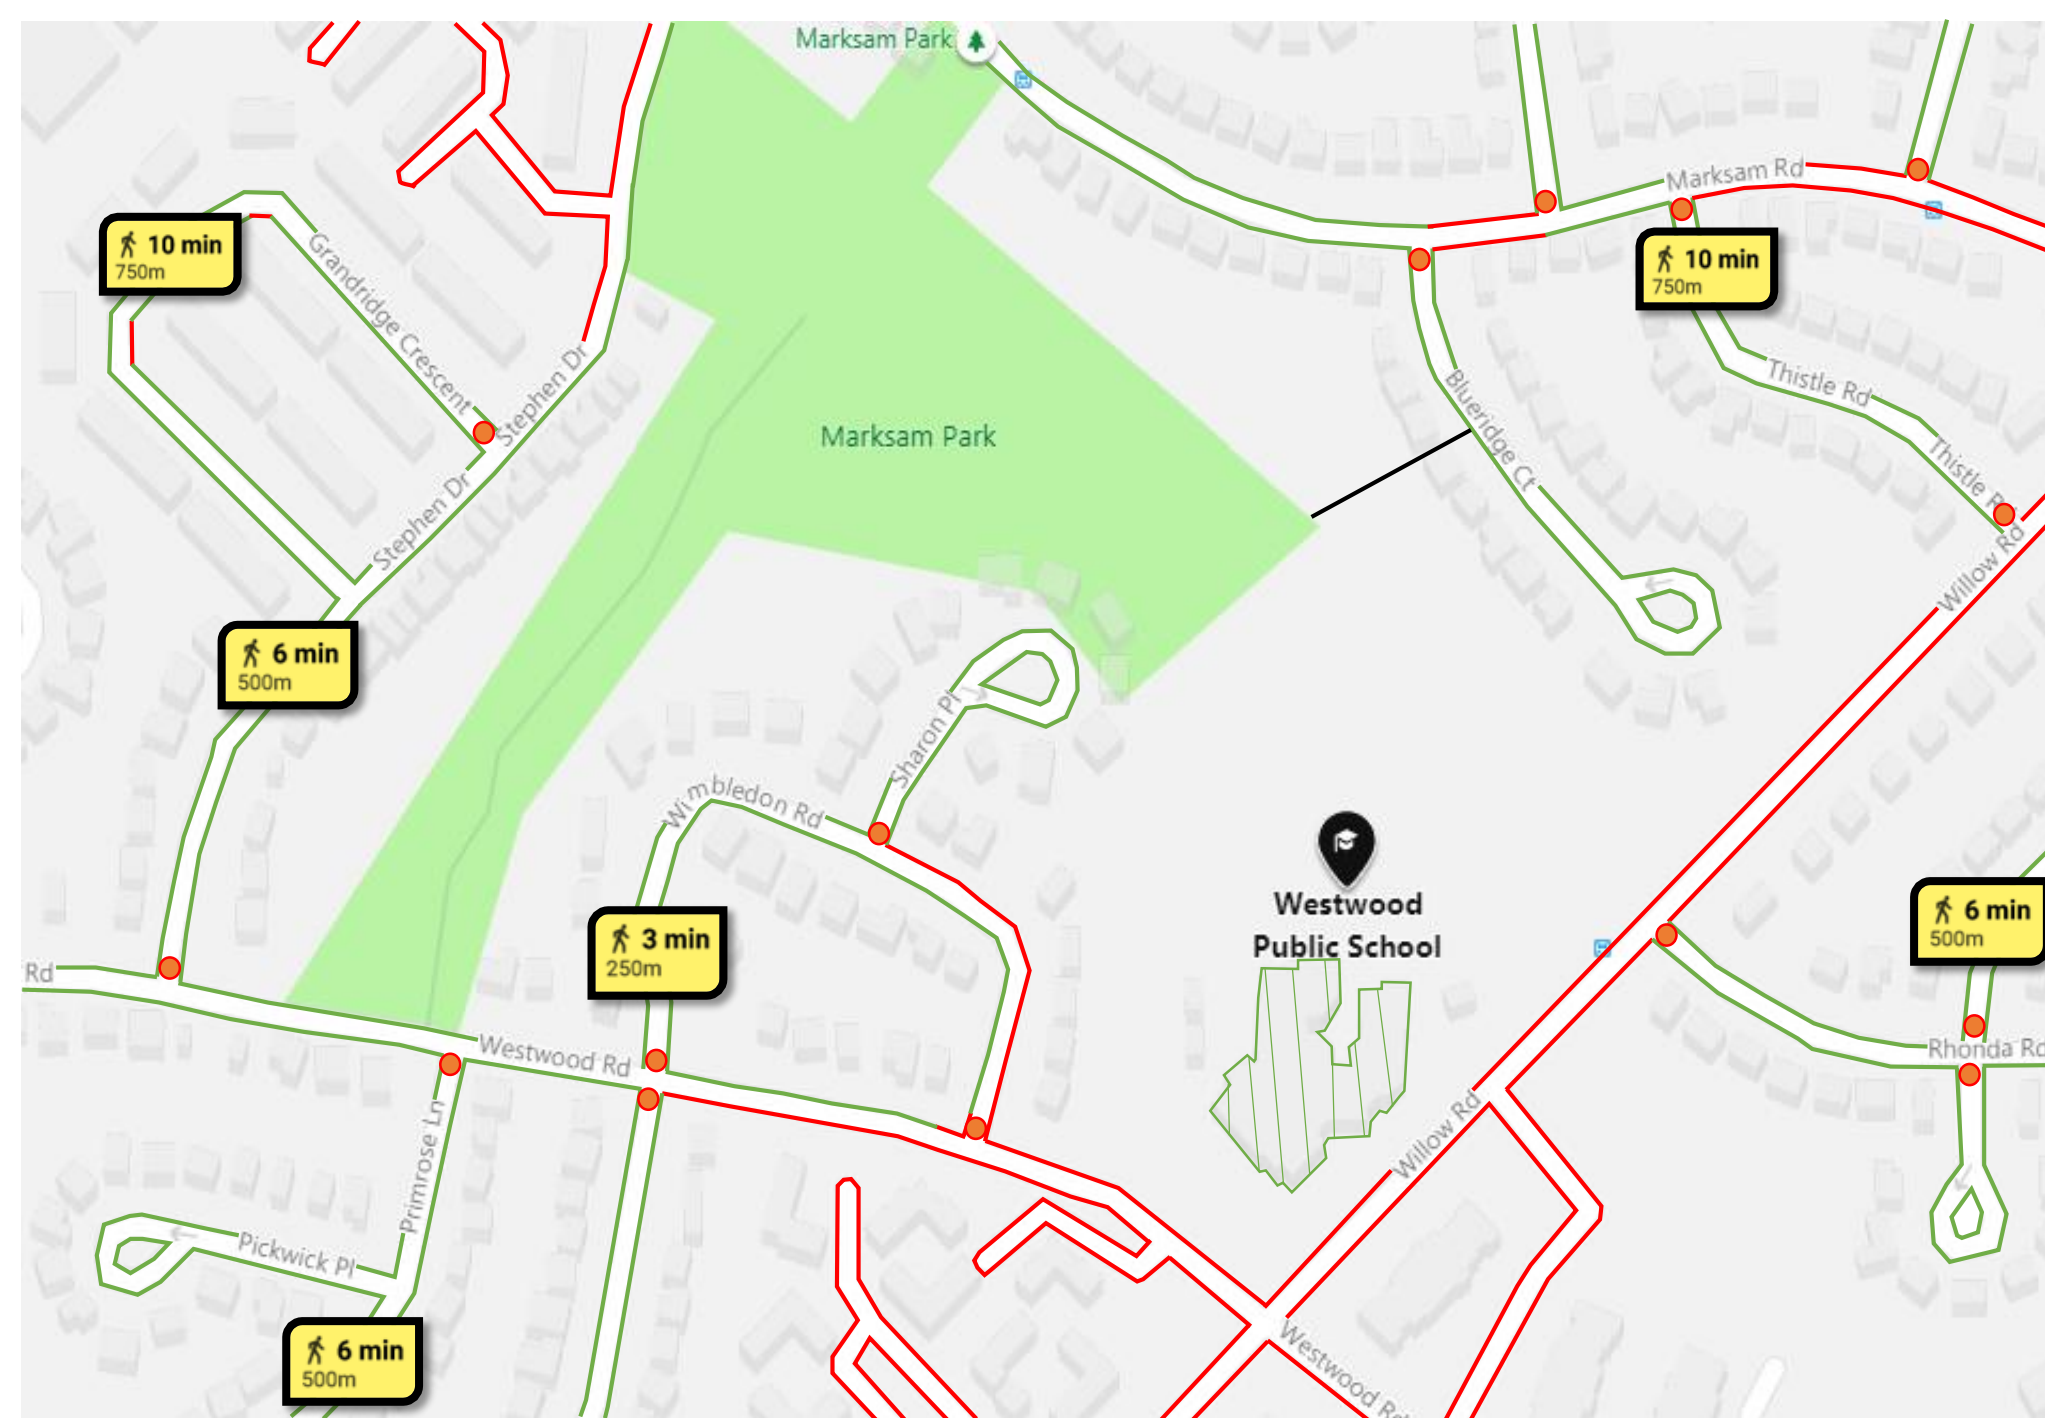 Marksam Park
Marksam Rd
10 min
750m
Grandridge Crescent
10 min
750m
Stephen Dr
Thistle Rd
Blueridge Ct
Marksam Park
Thistle Rd
Stephen Dr
Willow Rd
6 min
500m
Sharon Pl
Wimbledon Rd
Westwood
Public School
3 min
250m
6 min
500m
Rd
Westwood Rd
Rhonda Rd
Willow Rd
Primrose Ln
Pickwick Pl
6 min
500m
Westwood Rd